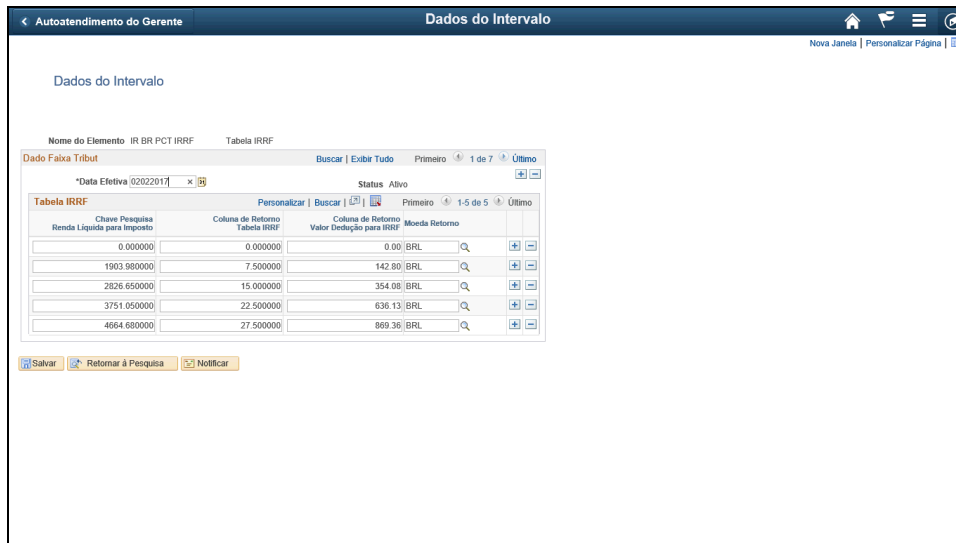 Autoatendimento do Gerente Dados do Intervalo
Nova Janela | Personalizar Página |
Dados do Intervalo
Nome do Elemento IR BR PCT IRRF Tabela IRRF
Dado Faixa Tribut Buscar | Exibir Tudo Primeiro 1 de 7 Último
*Data Efetiva 02022017 × 31 Status Ativo
Tabela IRRF Personalizar | Buscar | | Primeiro 1-5 de 5 Último
Chave Pesquisa Coluna de Retorno Coluna de Retorno Moeda Retorno
Renda Líquida para Imposto Tabela IRRF Valor Dedução para IRRF
0.000000 0.000000 0.00 BRL
1903.980000 7.500000 142.80 BRL
2826.650000 15.000000 354.08 BRL
3751.050000 22.500000 636.13 BRL
4664.680000 27.500000 869.36 BRL
Salvar Retornar à Pesquisa Notificar